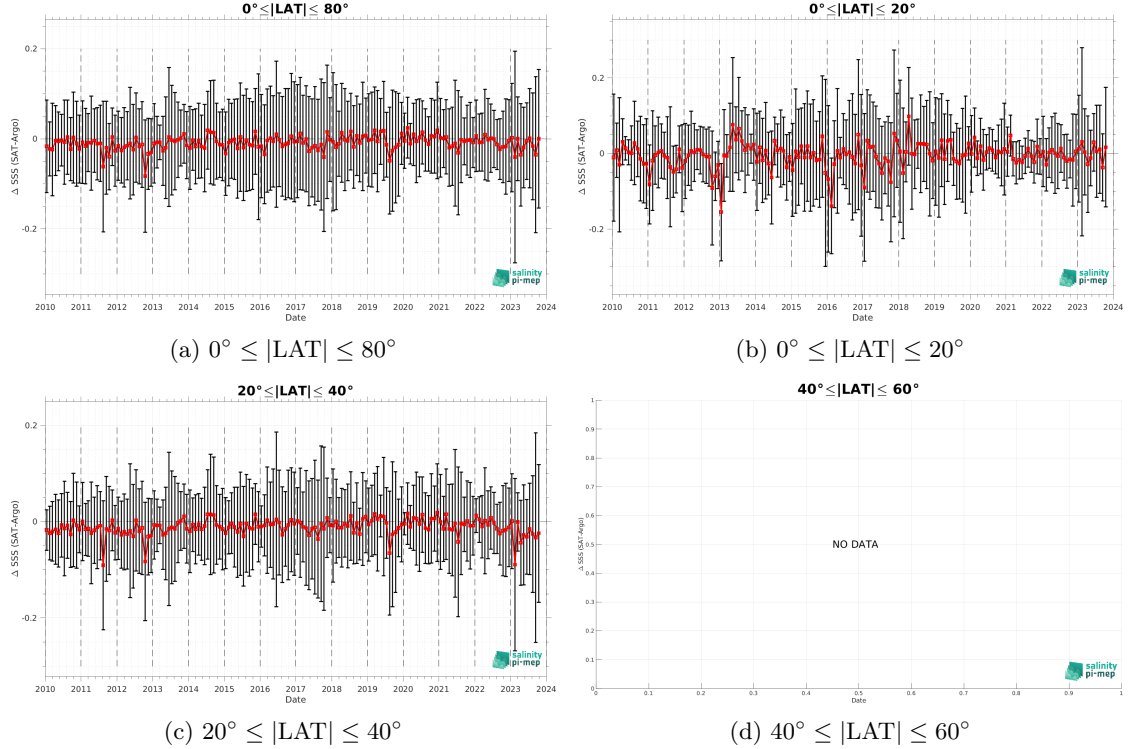 0°≤|LAT|≤ 80°
Δ SSS (SAT-Argo)
0.2
0
-0.2
2010 2011 2012 2013 2014 2015 2016 2017 2018 2019 2020 2021 2022 2023 2024
Date
salinity
pi-mep
(a) 0° ≤ |LAT| ≤ 80°
0°≤|LAT|≤ 20°
Δ SSS (SAT-Argo)
0.2
0
-0.2
2010 2011 2012 2013 2014 2015 2016 2017 2018 2019 2020 2021 2022 2023 2024
Date
salinity
pi-mep
(b) 0° ≤ |LAT| ≤ 20°
20°≤|LAT|≤ 40°
Δ SSS (SAT-Argo)
0.2
0
-0.2
2010 2011 2012 2013 2014 2015 2016 2017 2018 2019 2020 2021 2022 2023 2024
Date
salinity
pi-mep
(c) 20° ≤ |LAT| ≤ 40°
40°≤|LAT|≤ 60°
Δ SSS (SAT-Argo)
1
0.9
0.8
0.7
0.6
0.5
0.4
0.3
0.2
0.1
0
NO DATA
0 0.1 0.2 0.3 0.4 0.5 0.6 0.7 0.8 0.9 1
Date
salinity
pi-mep
(d) 40° ≤ |LAT| ≤ 60°